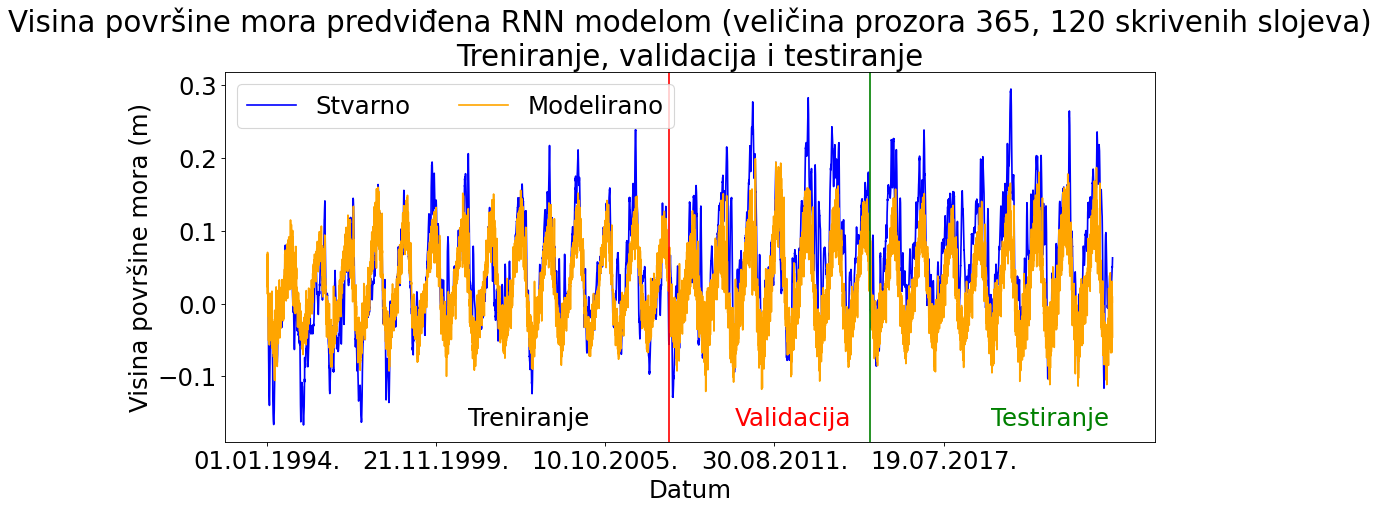 Visina površine mora predviđena RNN modelom (veličina prozora 365, 120 skrivenih slojeva)
Treniranje, validacija i testiranje
Stvarno
Modelirano
Visina površine mora (m)
0.3
0.2
0.1
0.0
−0.1
Treniranje
Validacija
Testiranje
01.01.1994.
21.11.1999.
10.10.2005.
30.08.2011.
19.07.2017.
Datum